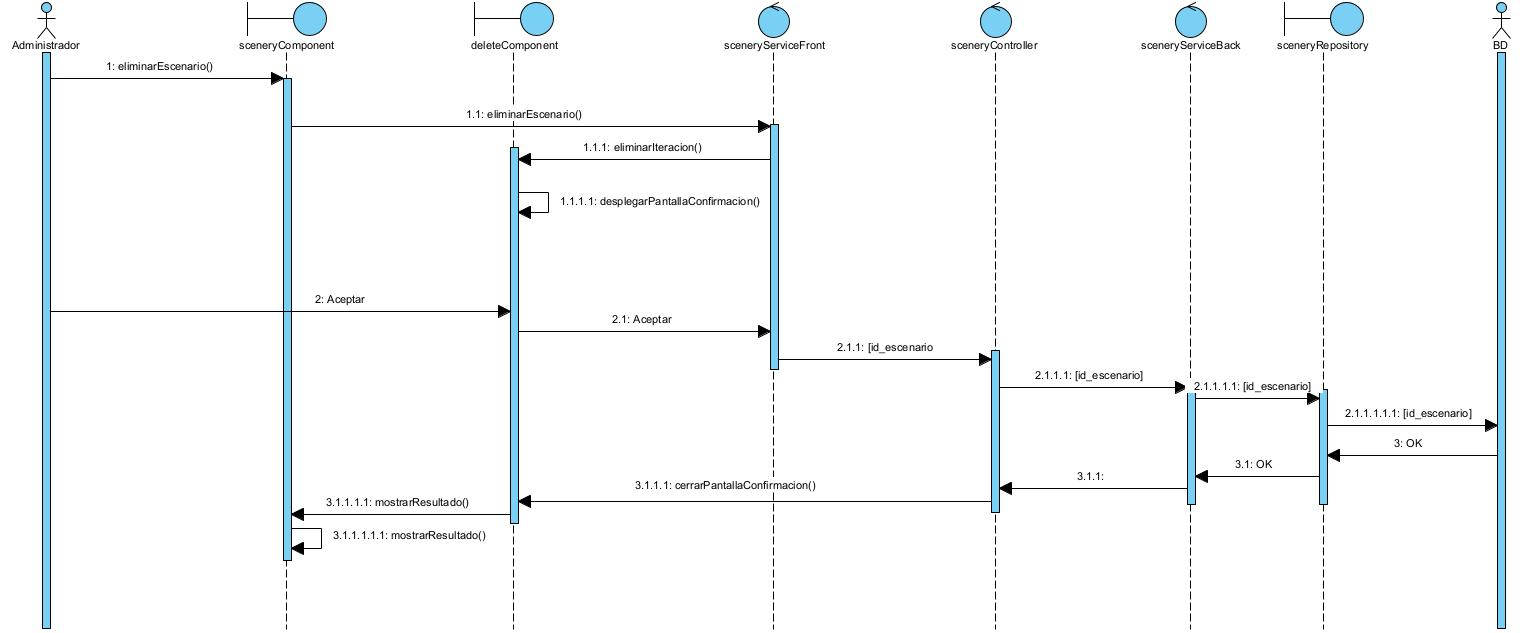 Administrador
sceneryComponent
deleteComponent
sceneryServiceFront
sceneryController
sceneryServiceBack
sceneryRepository
BD
1: eliminarEscenario()
1.1: eliminarEscenario()
1.1.1: eliminarIteracion()
1.1.1.1: desplegarPantallaConfirmacion()
2: Aceptar
2.1: Aceptar
2.1.1: [id_escenario
2.1.1.1: [id_escenario]
2.1.1.1.1: [id_escenario]
2.1.1.1.1.1: [id_escenario]
3: OK
3.1: OK
3.1.1:
3.1.1.1: cerrarPantallaConfirmacion()
3.1.1.1.1: mostrarResultado()
3.1.1.1.1.1: mostrarResultado()